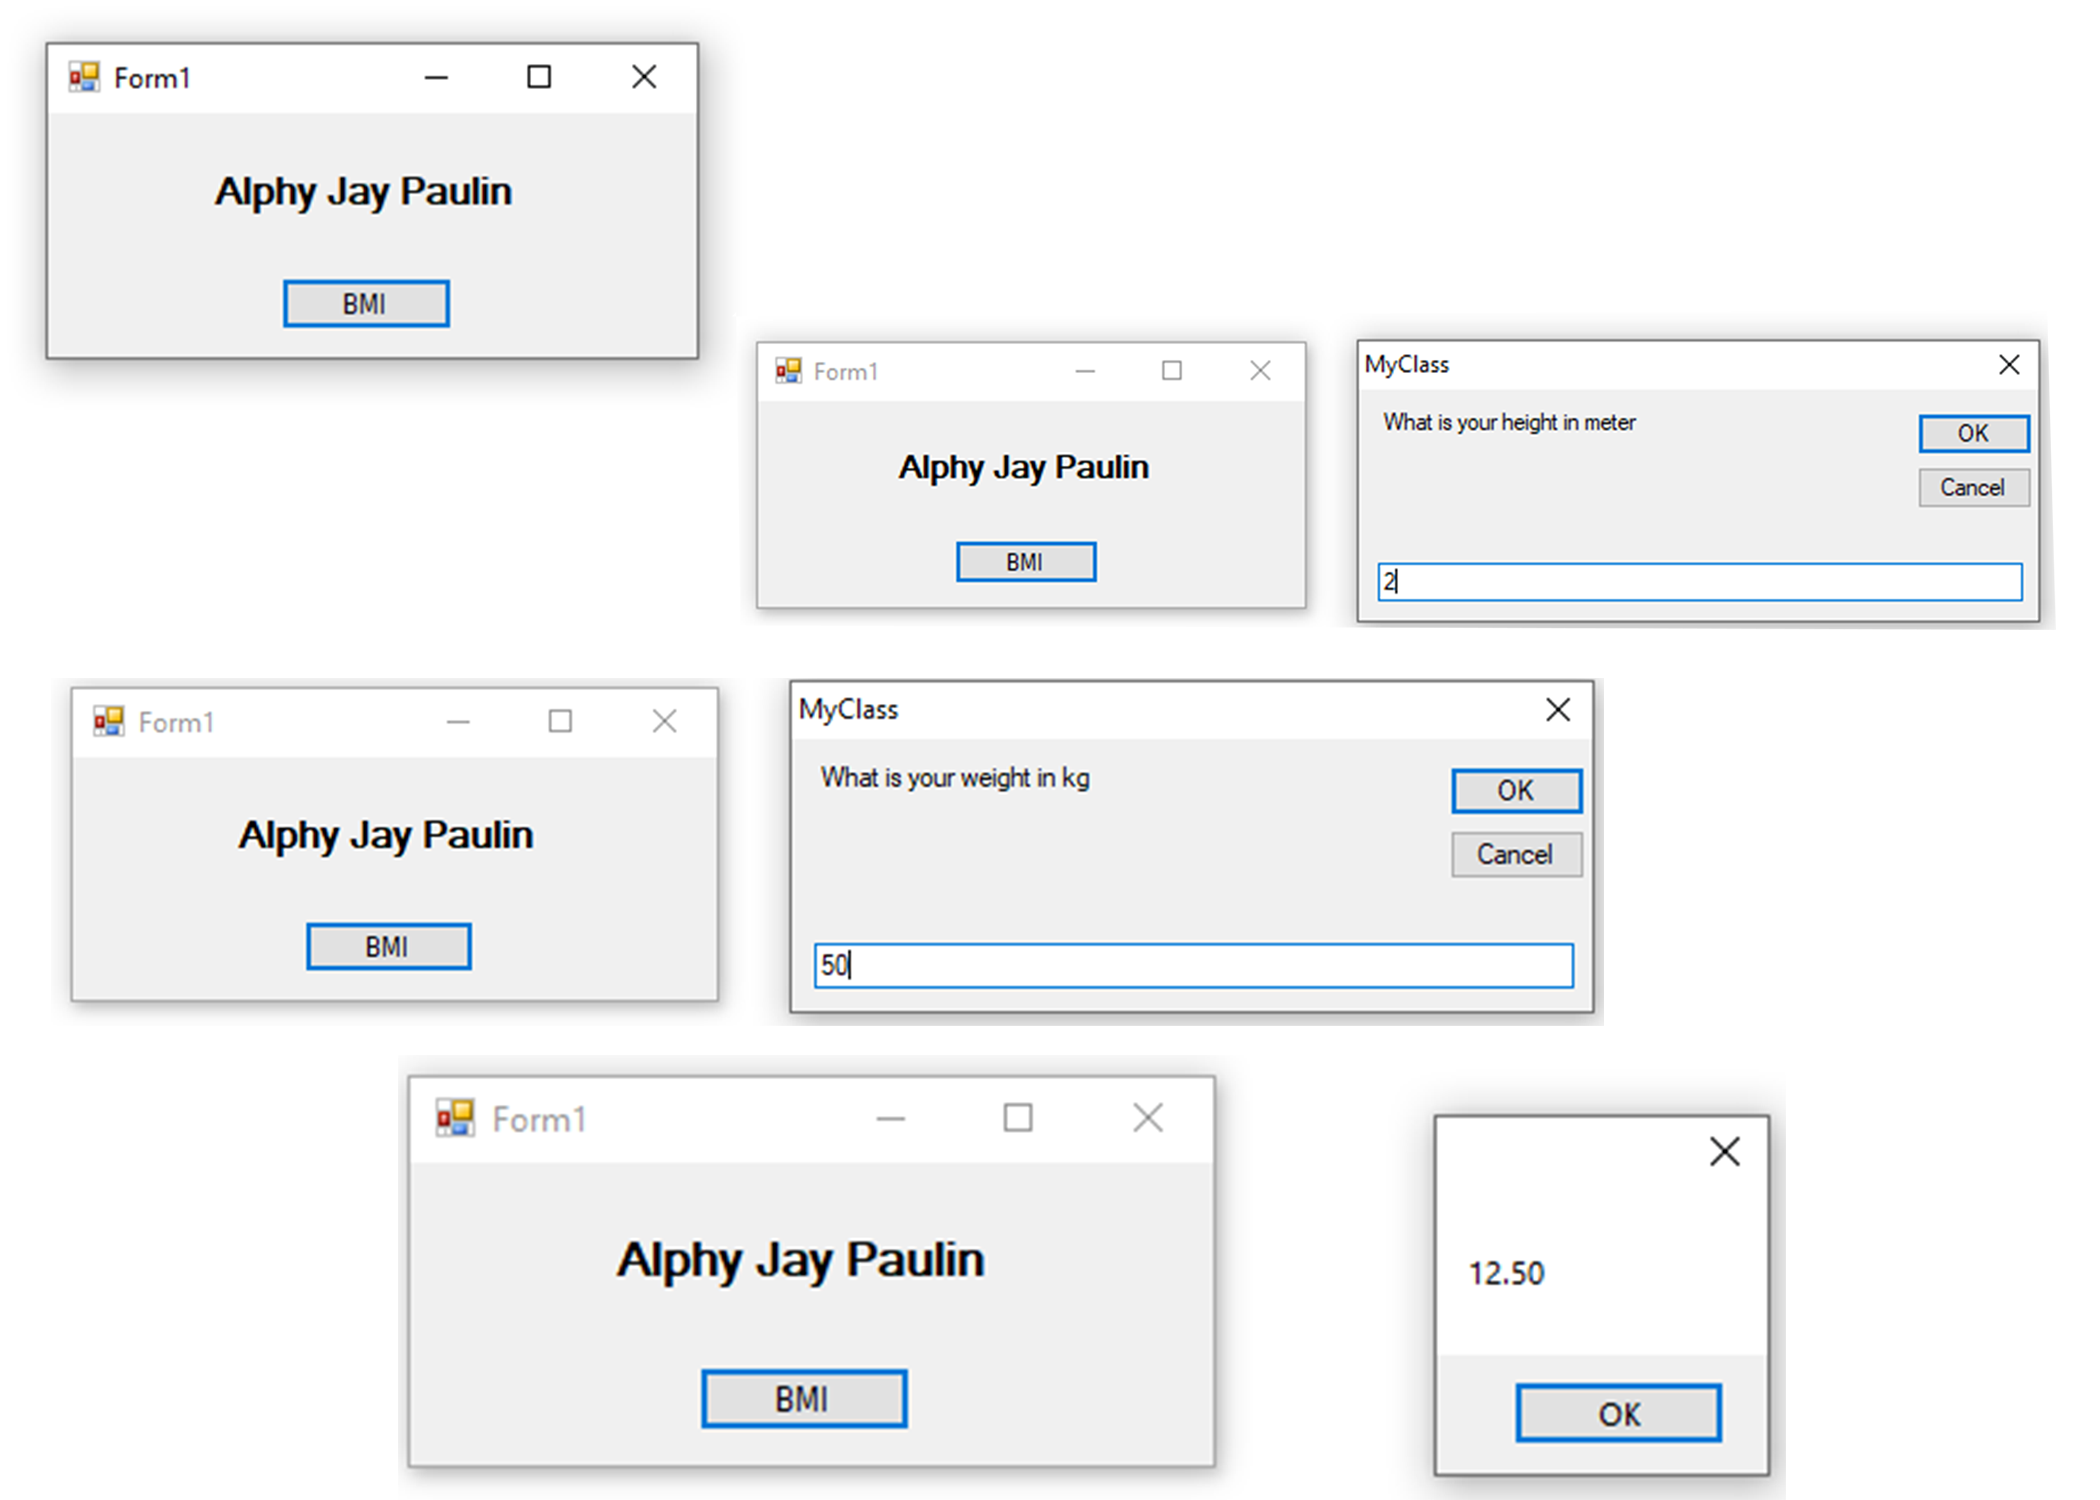 Form1
Alphy Jay Paulin
BMI
Form1
Alphy Jay Paulin
BMI
MyClass
What is your height in meter
OK
Cancel
2
Form1
Alphy Jay Paulin
BMI
MyClass
What is your weight in kg
OK
Cancel
50
Form1
Alphy Jay Paulin
BMI
12.50
OK